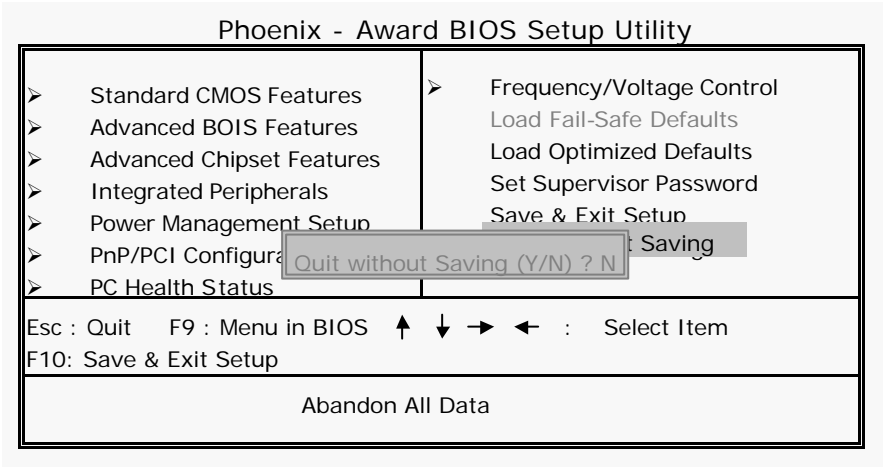 Phoenix - Award BIOS Setup Utility
Standard CMOS Features
Advanced BOIS Features
Advanced Chipset Features
Integrated Peripherals
Power Management Setup
PnP/PCI Configura
PC Health Status
Frequency/Voltage Control
Load Fail-Safe Defaults
Load Optimized Defaults
Set Supervisor Password
Save & Exit Setup
t Saving
Quit without Saving (Y/N) ? N
Esc : Quit F9 : Menu in BIOS ↑ ↓ → ← : Select Item
F10: Save & Exit Setup
Abandon All Data